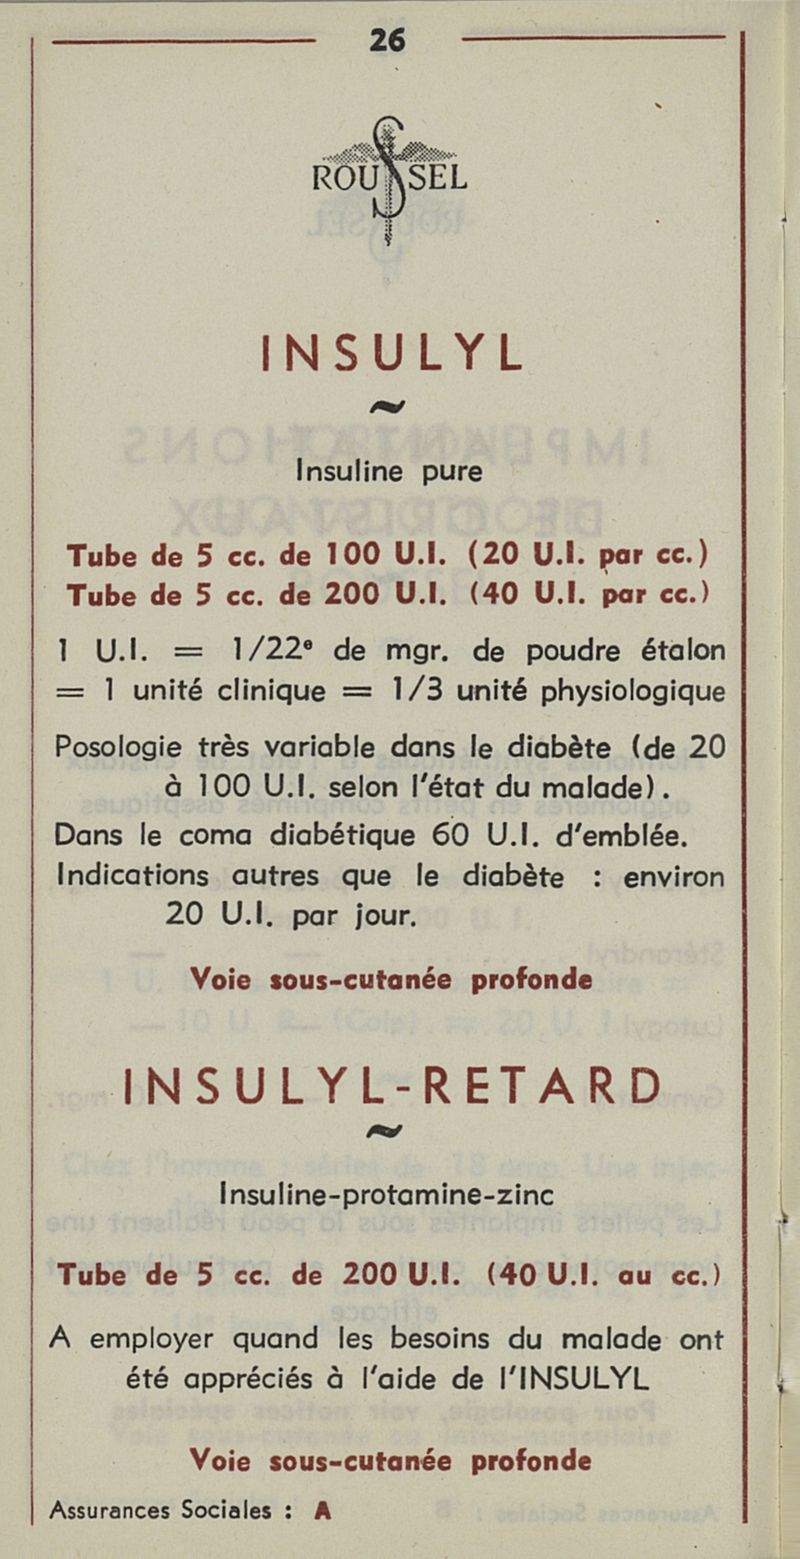 26
ROUSSEL
INSULYL
~
Insuline pure
Tube de 5 cc. de 100 U.I. (20 U.I. par cc.)
Tube de 5 cc. de 200 U.I. (40 U.I. par cc.)
1 U.I. = 1/22e de mgr. de poudre étalon
= 1 unité clinique = 1/3 unité physiologique
Posologie très variable dans le diabète (de 20
à 100 U.I. selon l'état du malade).
Dans le coma diabétique 60 U.I. d'emblée.
Indications autres que le diabète : environ
20 U.I. par jour.
Voie sous-cutanée profonde
INSULYL-RETARD
~
Insuline-protamine-zinc
Tube de 5 cc. de 200 U.I. (40 U.I. au cc.)
A employer quand les besoins du malade ont
été appréciés à l'aide de l'INSULYL
Voie sous-cutanée profonde
Assurances Sociales : A